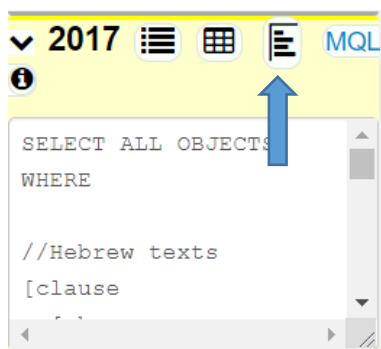 2017 MQL
SELECT ALL OBJECTS
WHERE
//Hebrew texts
[clause